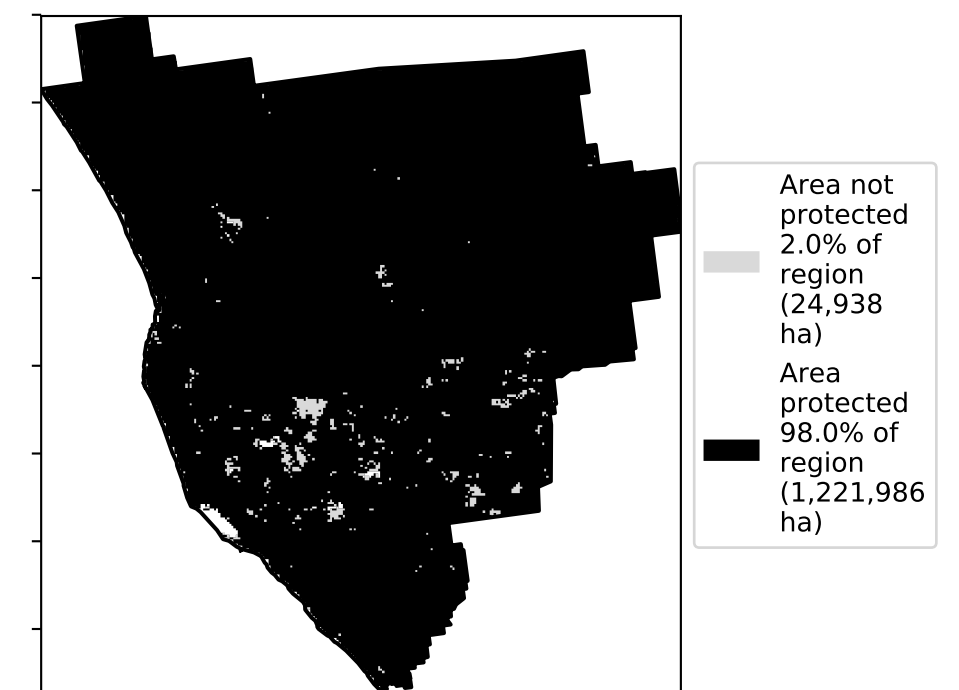 Area not
protected
2.0% of
region
(24,938
ha)
Area
protected
98.0% of
region
(1,221,986
ha)